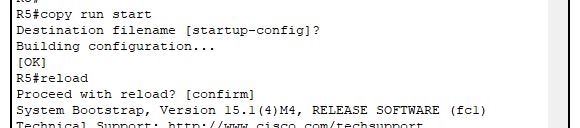 R5#copy run start
Destination filename [startup-config]?
Building configuration...
[OK]
R5#reload
Proceed with reload? [confirm]
System Bootstrap, Version 15.1(4)M4, RELEASE SOFTWARE (fc1)
Technical Support: http://www.cisco.com/techsupport